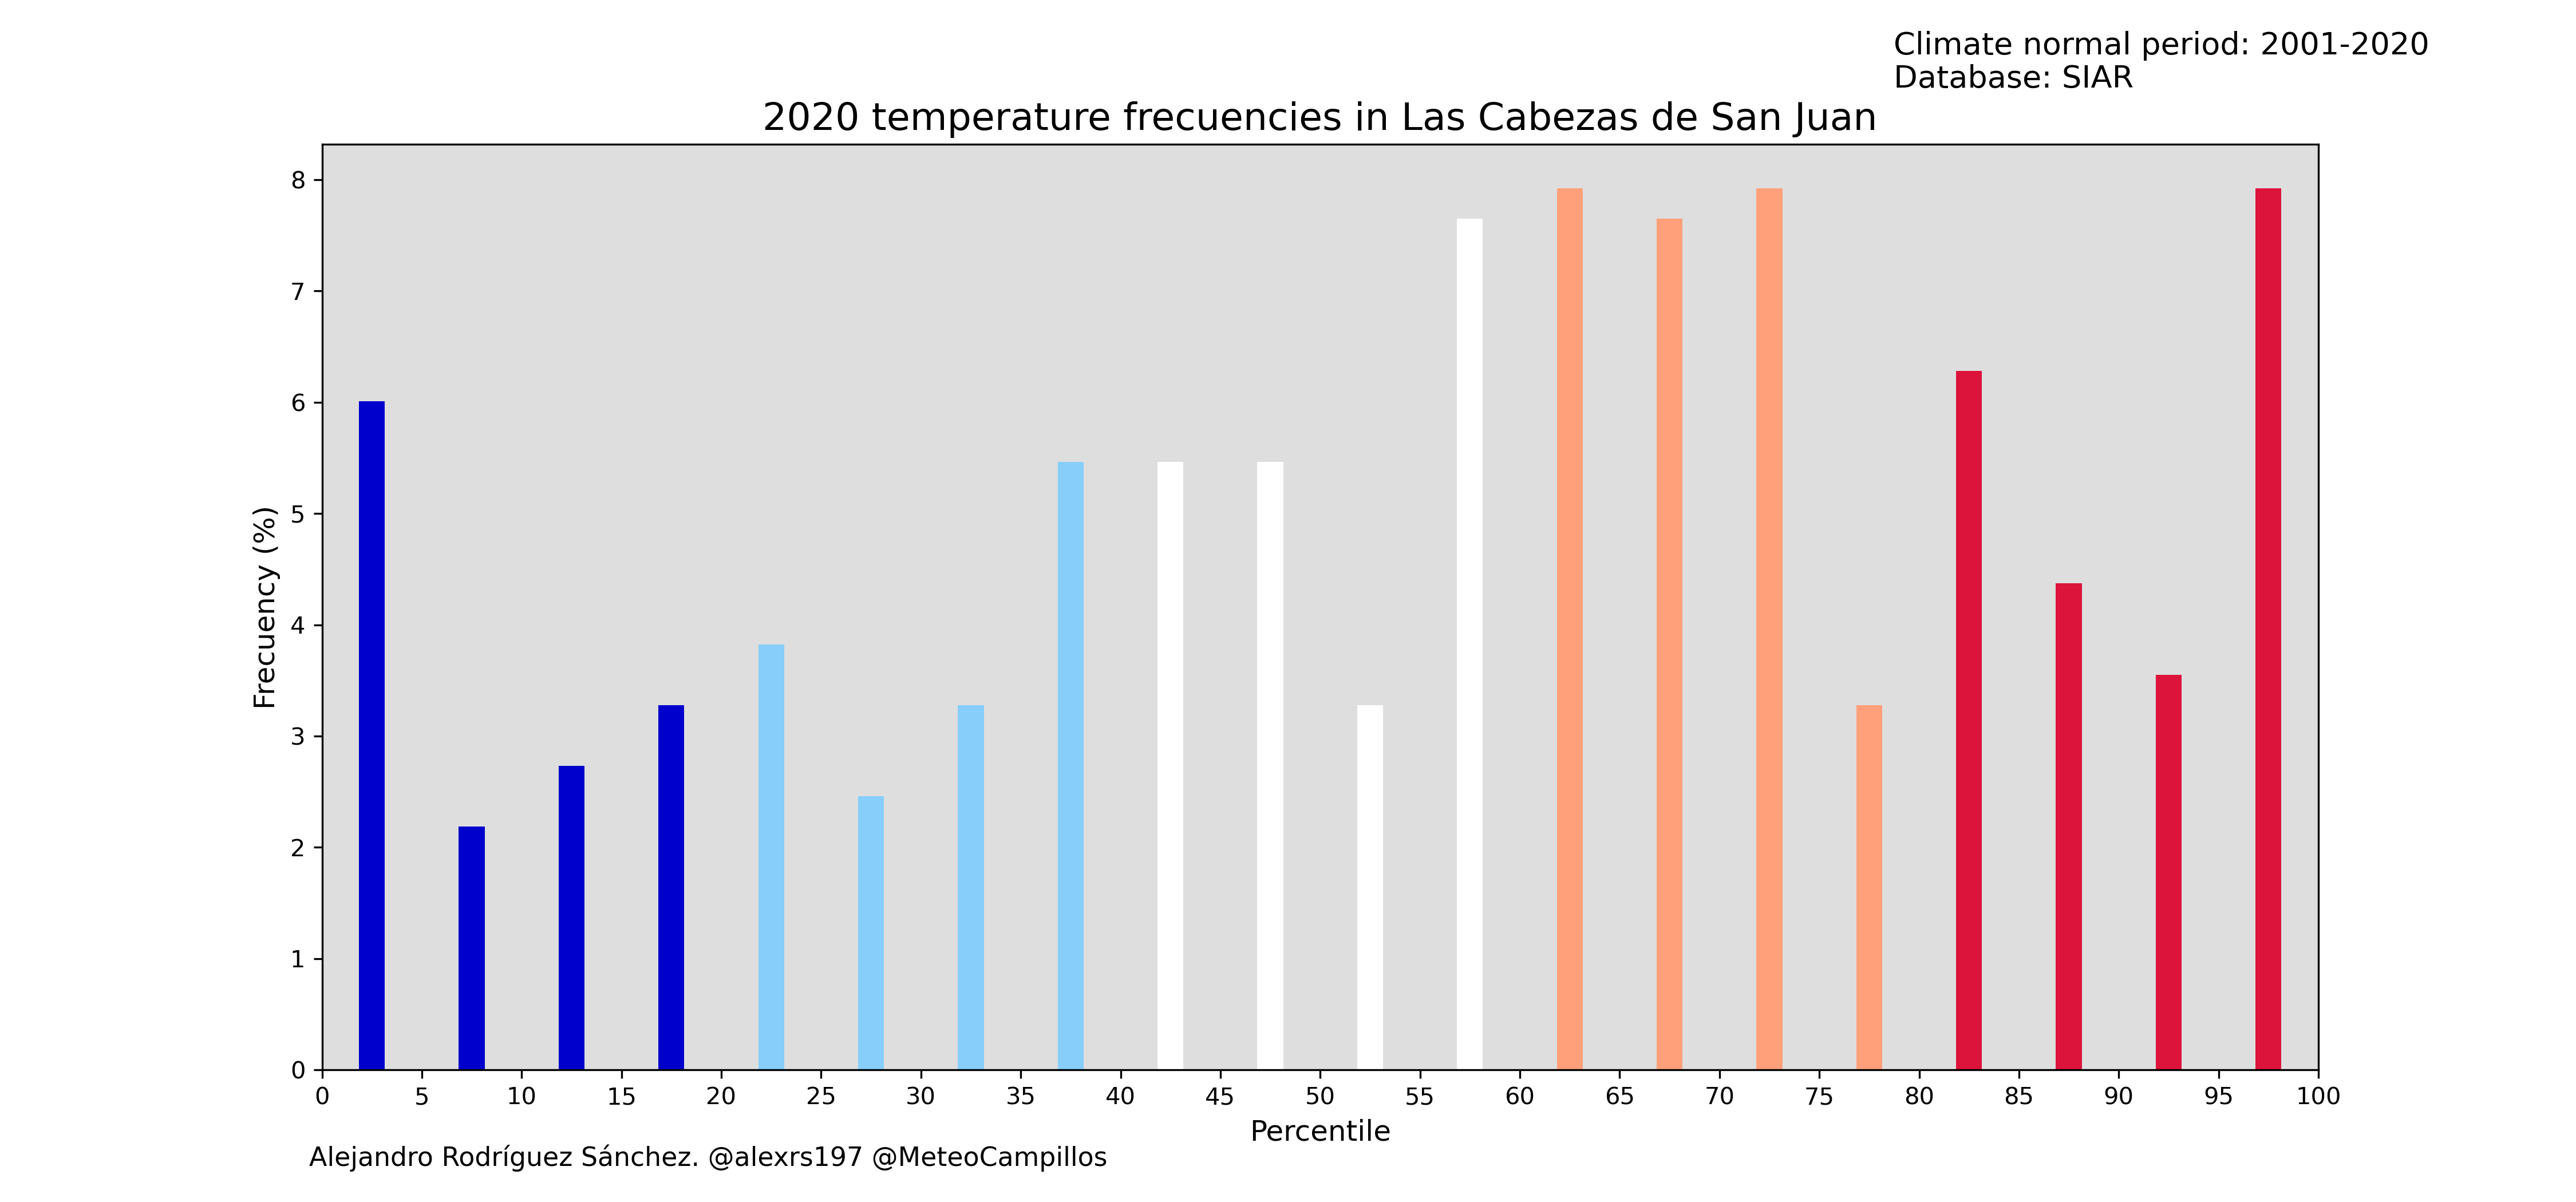 Climate normal period: 2001-2020
Database: SIAR
2020 temperature frecuencies in Las Cabezas de San Juan
Frecuency (%)
8
7
6
5
4
3
2
1
0
0 5 10 15 20 25 30 35 40 45 50 55 60 65 70 75 80 85 90 95 100
Percentile
Alejandro Rodríguez Sánchez. @alexrs197 @MeteoCampillos